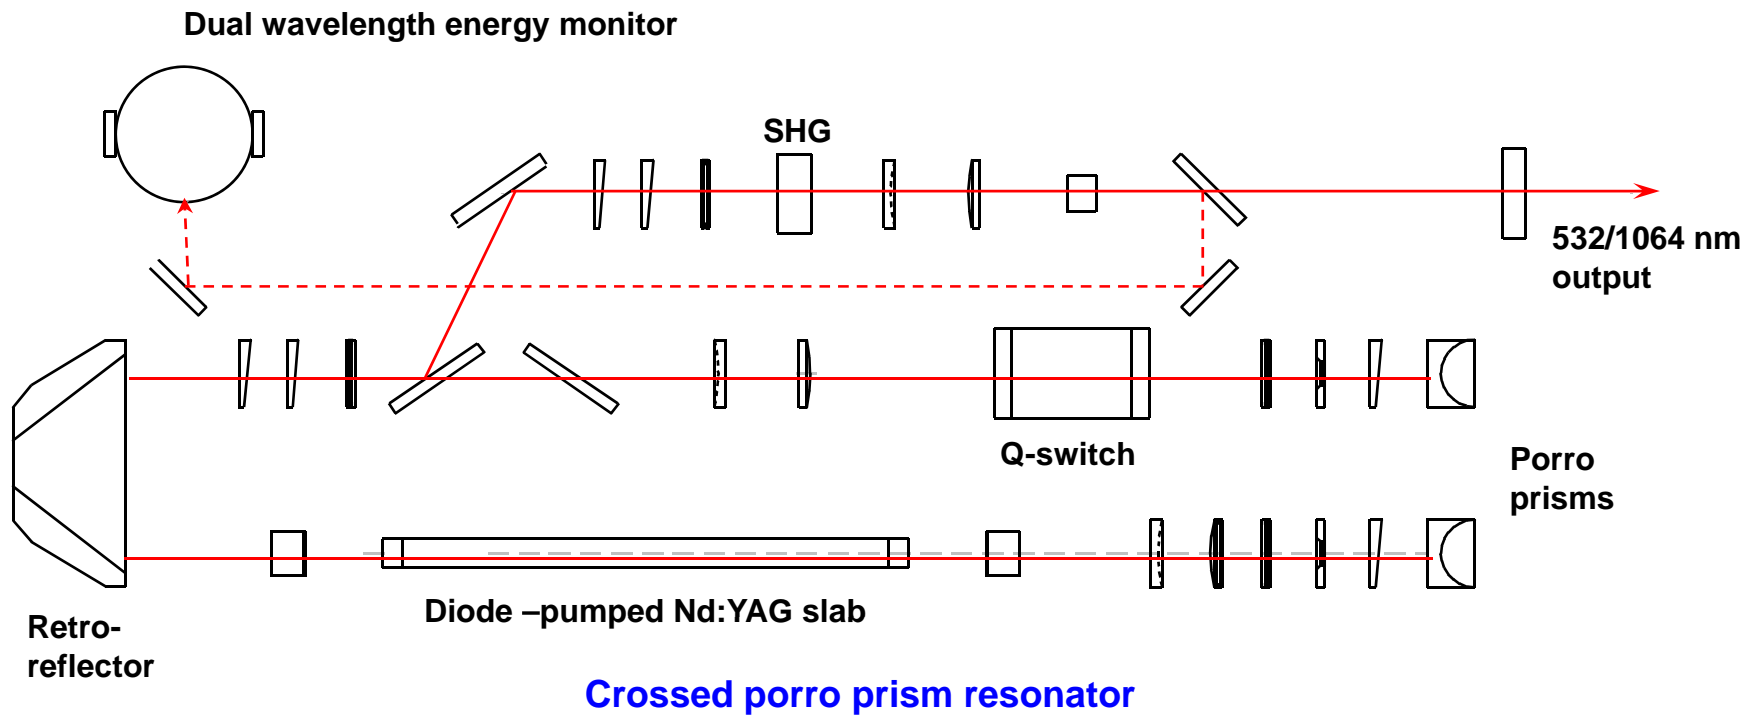 Dual wavelength energy monitor
SHG
532/1064 nm
output
Q-switch
Porro
prisms
Diode –pumped Nd:YAG slab
Retro-
reflector
Crossed porro prism resonator